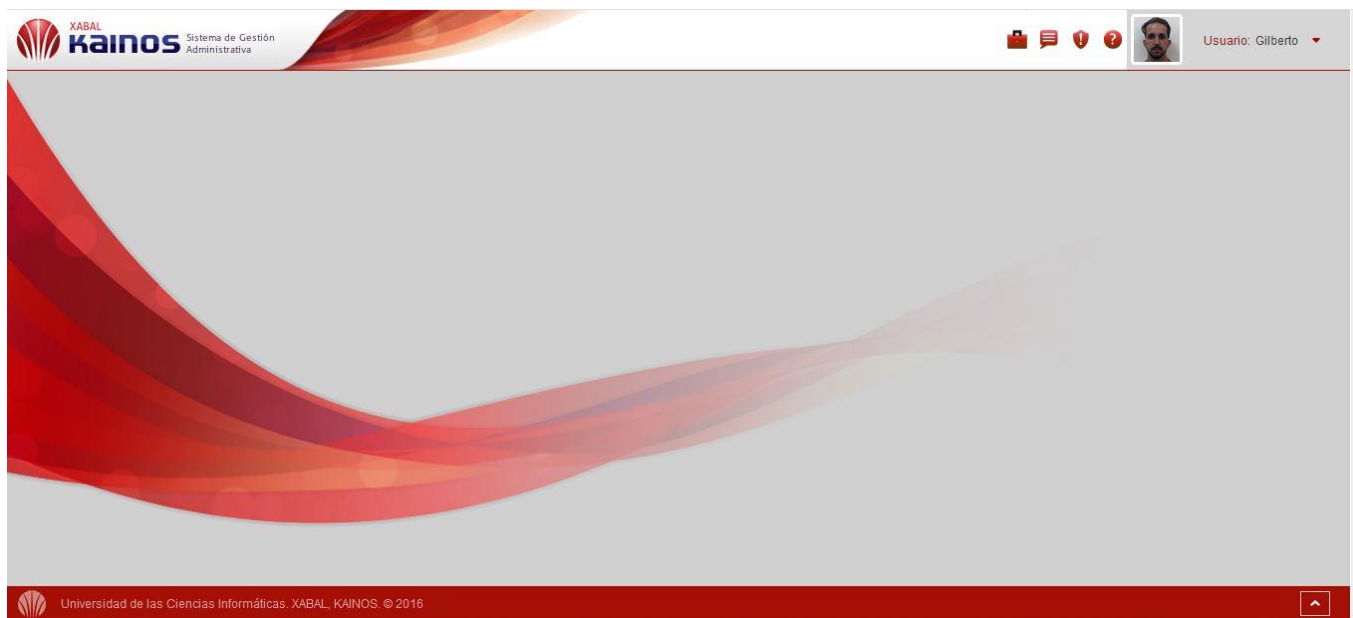 XABAL
Kainos
Sistema de Gestión
Administrativa
Usuario: Gilberto
Universidad de las Ciencias Informáticas. XABAL, KAINOS. © 2016